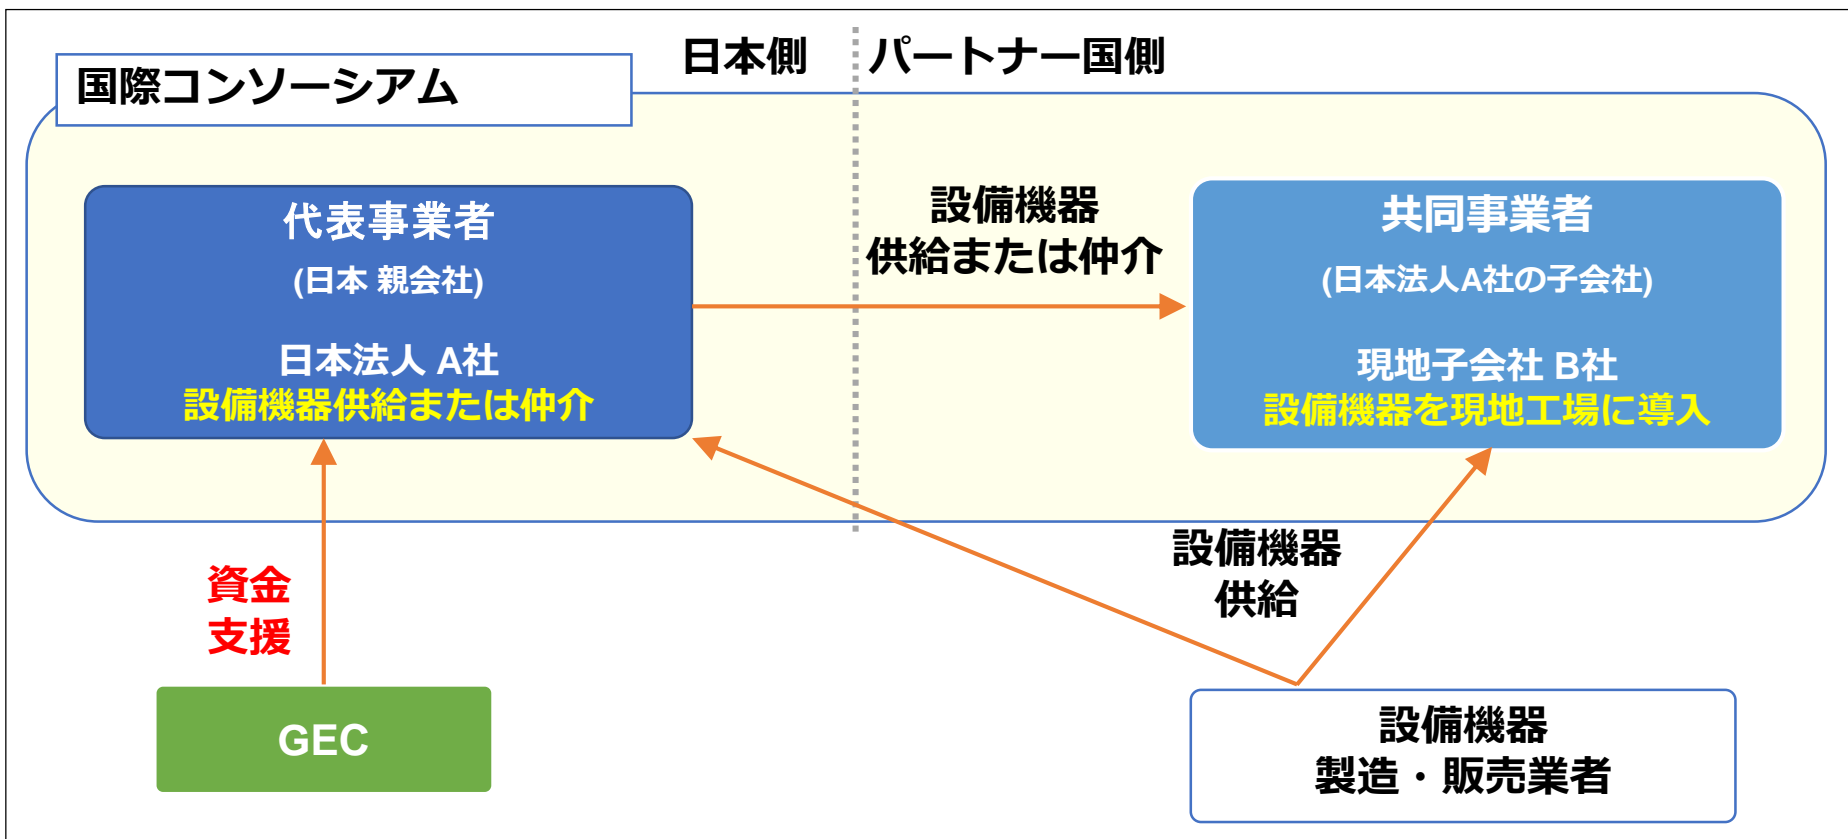 日本側
パートナー国側
国際コンソーシアム
代表事業者
(日本 親会社)
日本法人 A社
設備機器供給または仲介
設備機器
供給または仲介
共同事業者
(日本法人A社の子会社)
現地子会社 B社
設備機器を現地工場に導入
資金
支援
設備機器
供給
GEC
設備機器
製造・販売業者